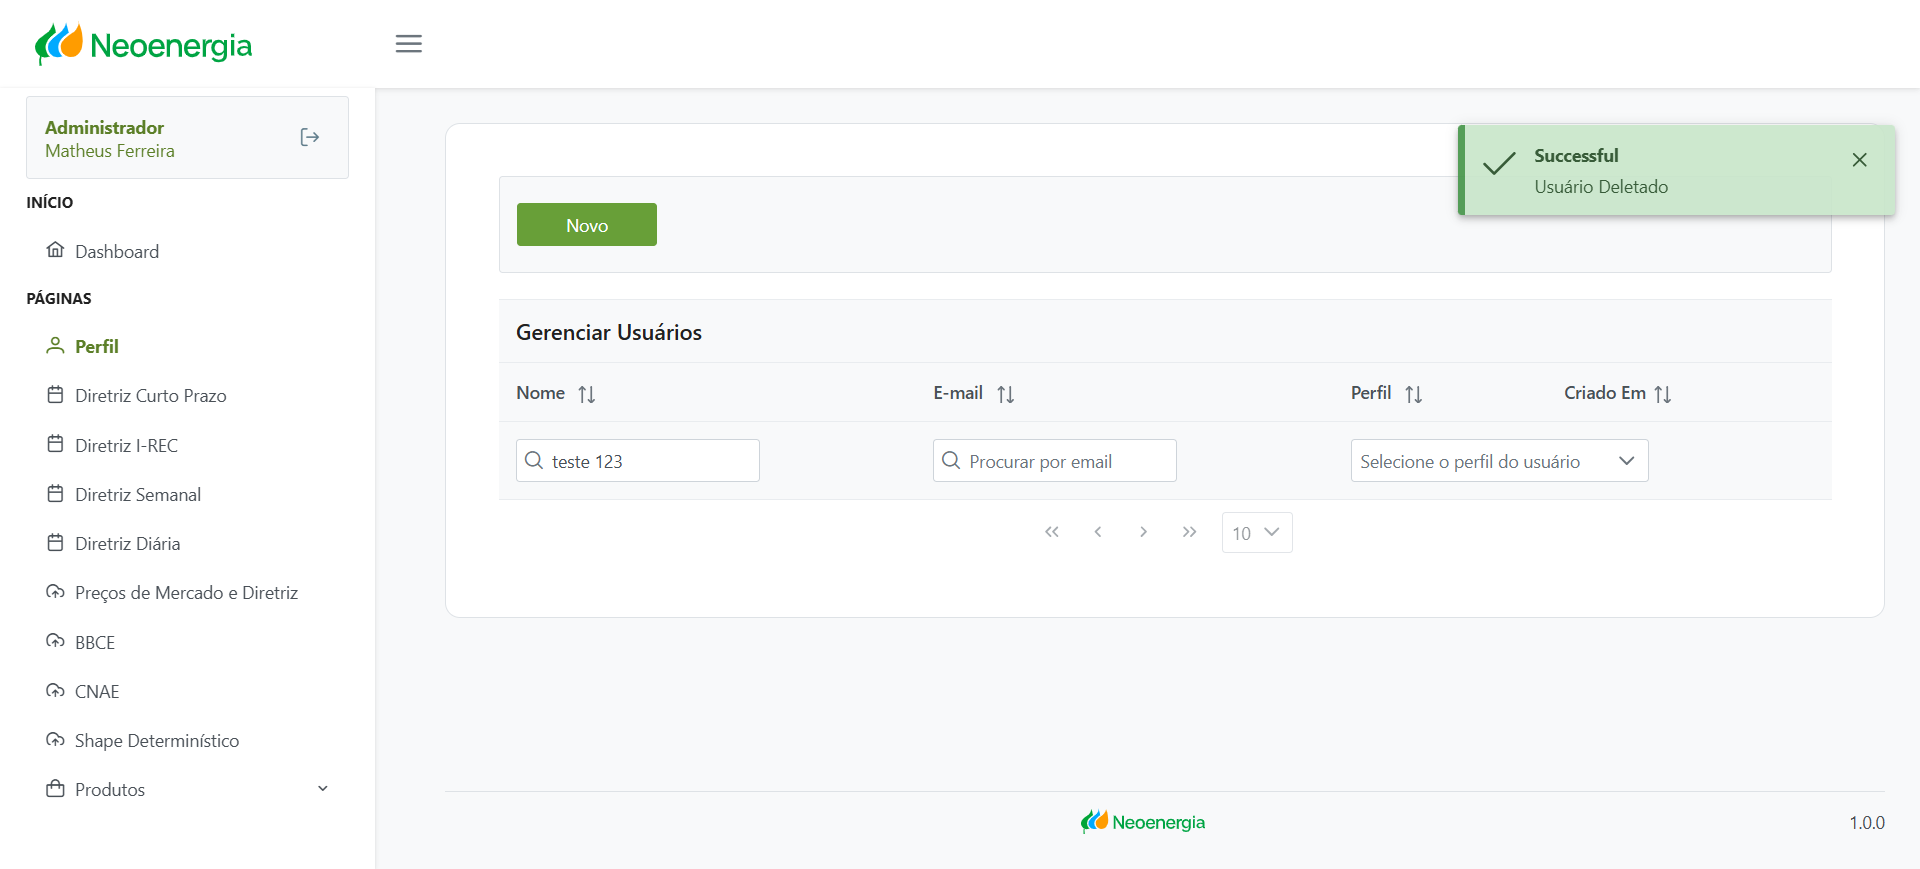 Neoenergia
Administrador
Matheus Ferreira
INÍCIO
Dashboard
PÁGINAS
Perfil
Diretriz Curto Prazo
Diretriz I-REC
Diretriz Semanal
Diretriz Diária
Preços de Mercado e Diretriz
BBCE
CNAE
Shape Determinístico
Produtos
Successful
Usuário Deletado
Novo
Gerenciar Usuários
Nome E-mail Perfil Criado Em
teste 123 Procurar por email Selecione o perfil do usuário
10
Neoenergia
1.0.0